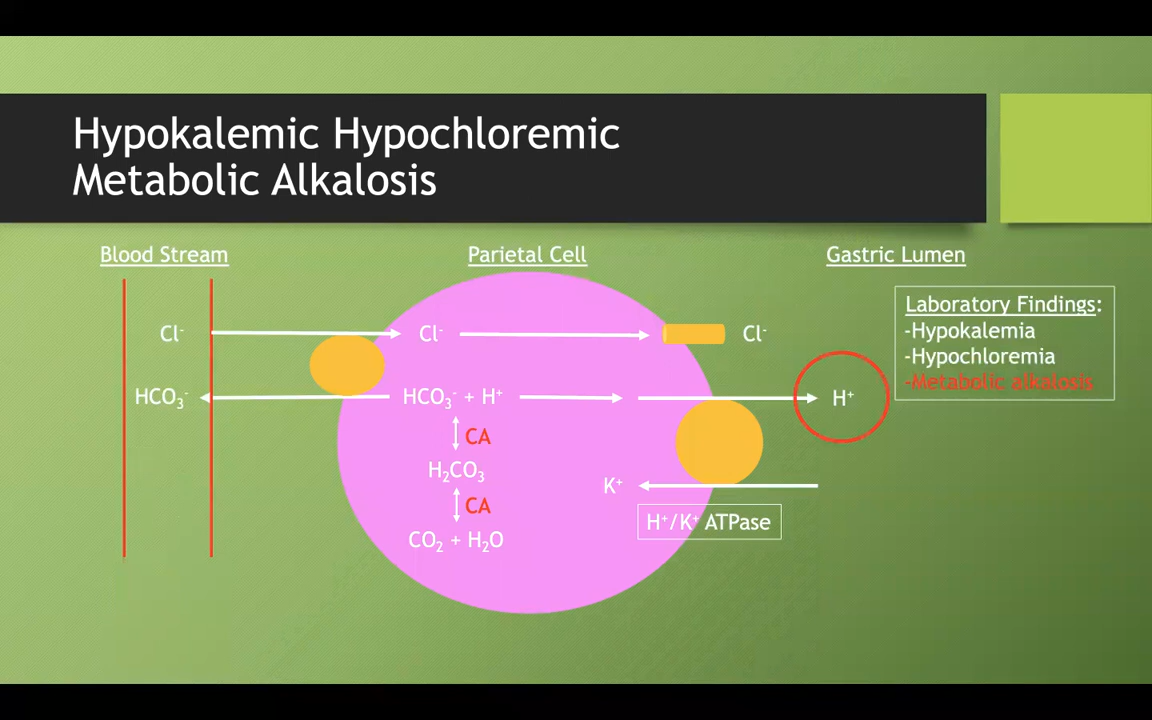 Hypokalemic Hypochloremic
Metabolic Alkalosis
Blood Stream
Parietal Cell
Gastric Lumen
Laboratory Findings:
-Hypokalemia
-Hypochloremia
-Metabolic alkalosis
Cl⁻
Cl⁻
Cl⁻
HCO₃⁻
HCO₃⁻ + H⁺
H⁺
CA
H₂CO₃
K⁺
CA
H⁺/K⁺ ATPase
CO₂ + H₂O